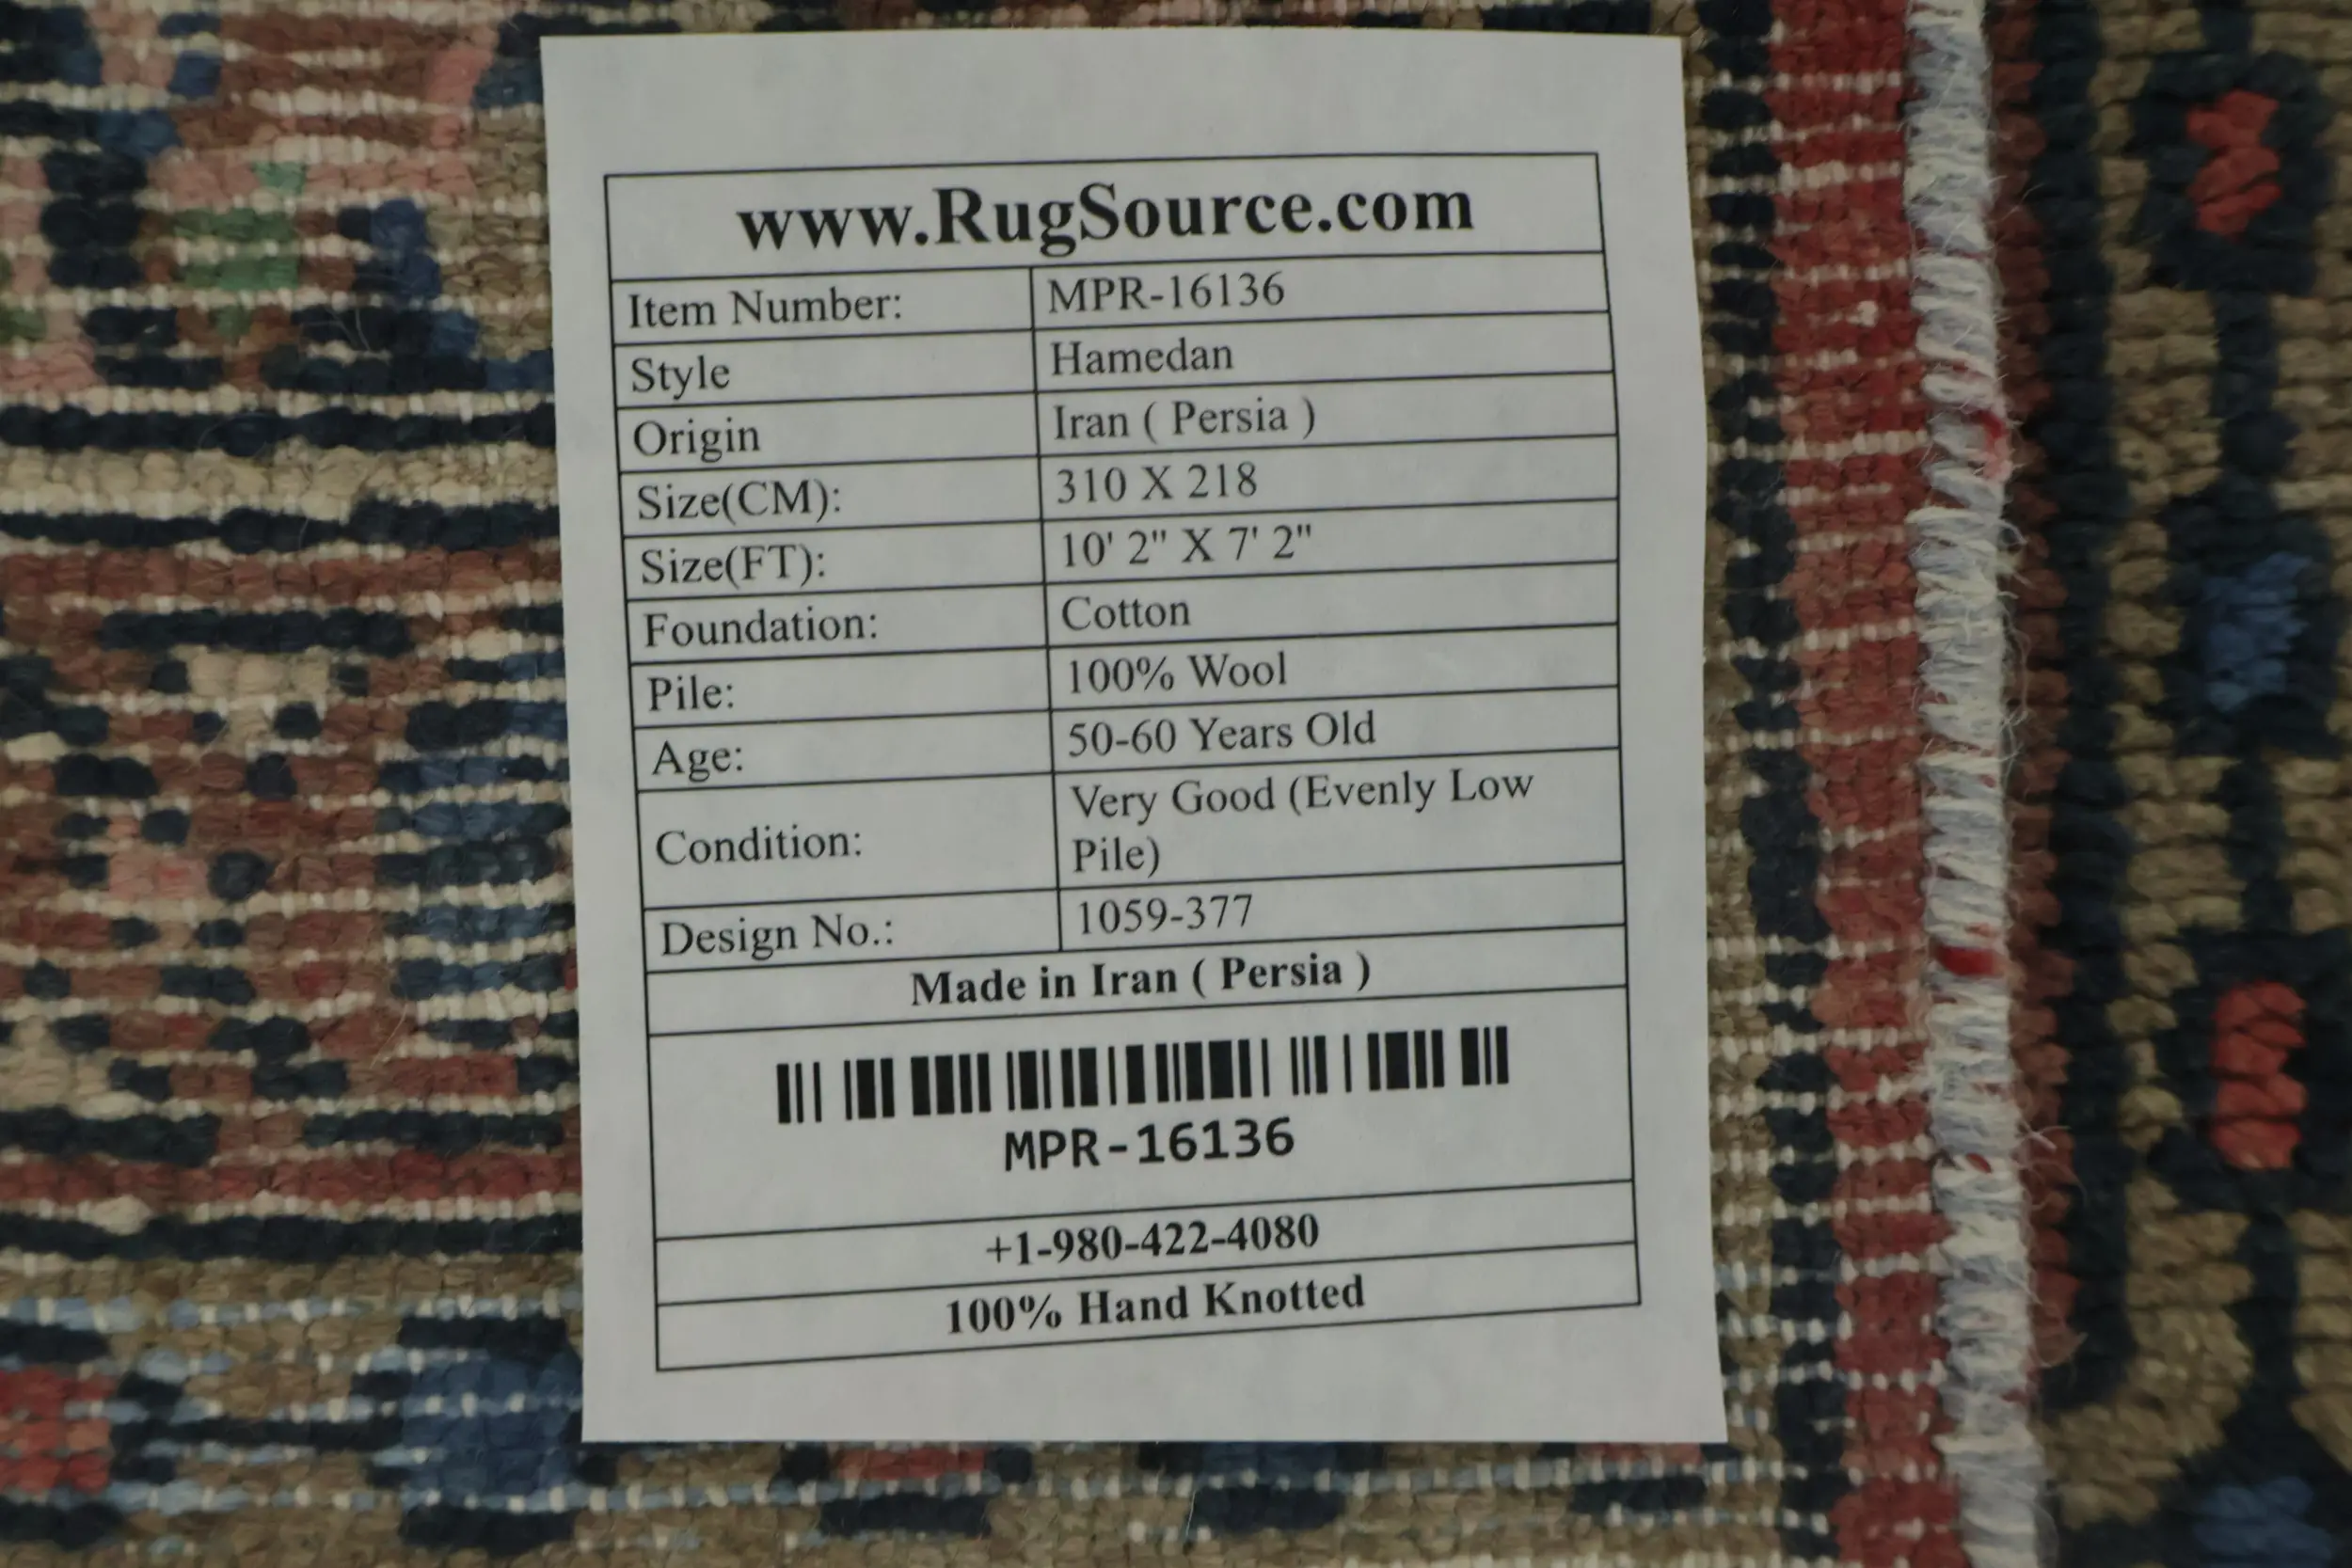 www.RugSource.com
Item Number: MPR-16136
Style Hamedan
Origin Iran ( Persia )
Size(CM): 310 X 218
Size(FT): 10' 2" X 7' 2"
Foundation: Cotton
Pile: 100% Wool
Age: 50-60 Years Old
Condition: Very Good (Evenly Low
Pile)
Design No.: 1059-377
Made in Iran ( Persia )
MPR-16136
+1-980-422-4080
100% Hand Knotted